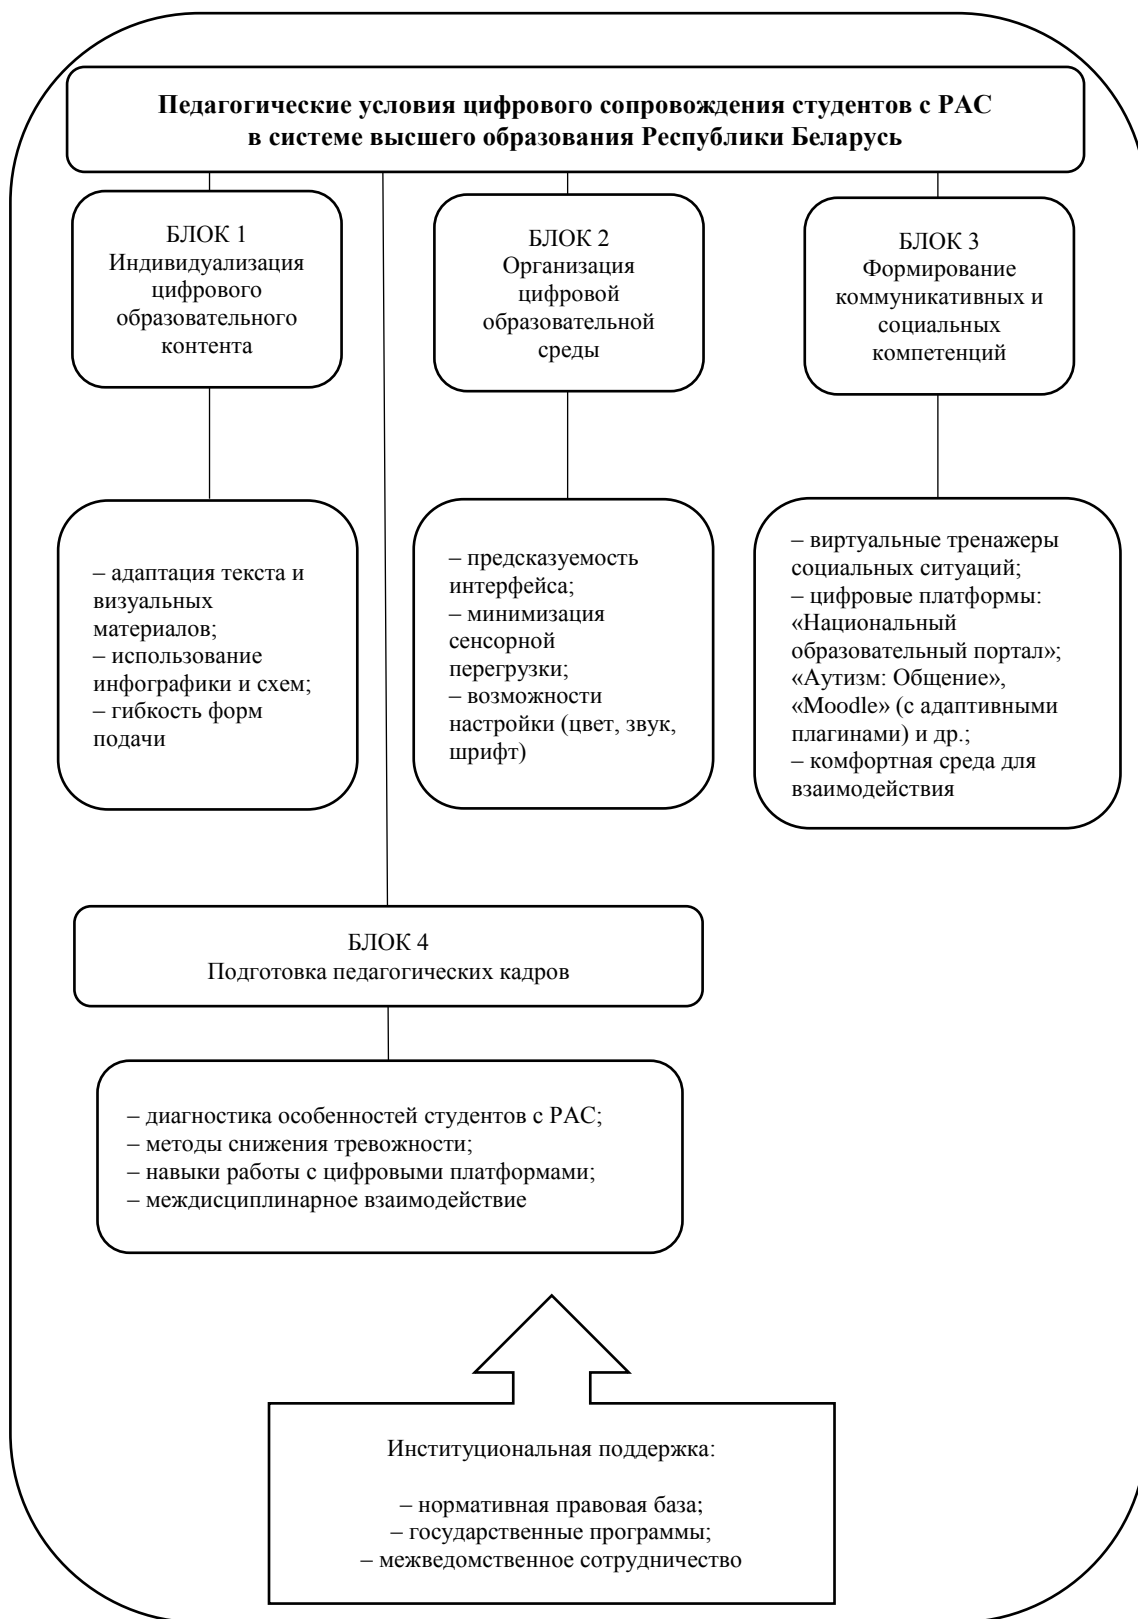 Педагогические условия цифрового сопровождения студентов с РАС
в системе высшего образования Республики Беларусь
БЛОК 1
Индивидуализация
цифрового
образовательного
контента
БЛОК 2
Организация
цифровой
образовательной
среды
БЛОК 3
Формирование
коммуникативных и
социальных
компетенций
– адаптация текста и
визуальных
материалов;
– использование
инфографики и схем;
– гибкость форм
подачи
– предсказуемость
интерфейса;
– минимизация
сенсорной
перегрузки;
– возможности
настройки (цвет, звук,
шрифт)
– виртуальные тренажеры
социальных ситуаций;
– цифровые платформы:
«Национальный
образовательный портал»;
«Аутизм: Общение»,
«Moodle» (с адаптивными
плагинами) и др.;
– комфортная среда для
взаимодействия
БЛОК 4
Подготовка педагогических кадров
– диагностика особенностей студентов с РАС;
– методы снижения тревожности;
– навыки работы с цифровыми платформами;
– междисциплинарное взаимодействие
Институциональная поддержка:
– нормативная правовая база;
– государственные программы;
– межведомственное сотрудничество